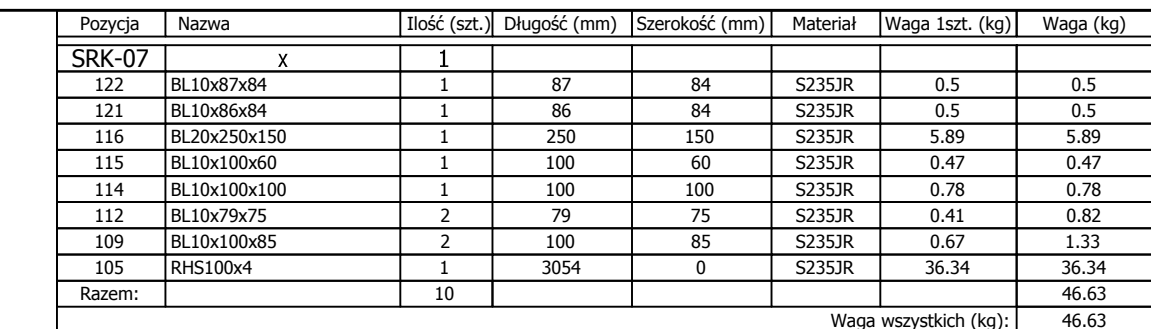 Pozycja Nazwa Ilość (szt.) Długość (mm) Szerokość (mm) Materiał Waga 1szt. (kg) Waga (kg)
SRK-07 x 1
122 BL10x87x84 1 87 84 S235JR 0.5 0.5
121 BL10x86x84 1 86 84 S235JR 0.5 0.5
116 BL20x250x150 1 250 150 S235JR 5.89 5.89
115 BL10x100x60 1 100 60 S235JR 0.47 0.47
114 BL10x100x100 1 100 100 S235JR 0.78 0.78
112 BL10x79x75 2 79 75 S235JR 0.41 0.82
109 BL10x100x85 2 100 85 S235JR 0.67 1.33
105 RHS100x4 1 3054 0 S235JR 36.34 36.34
Razem: 10 46.63
Waga wszystkich (kg): 46.63